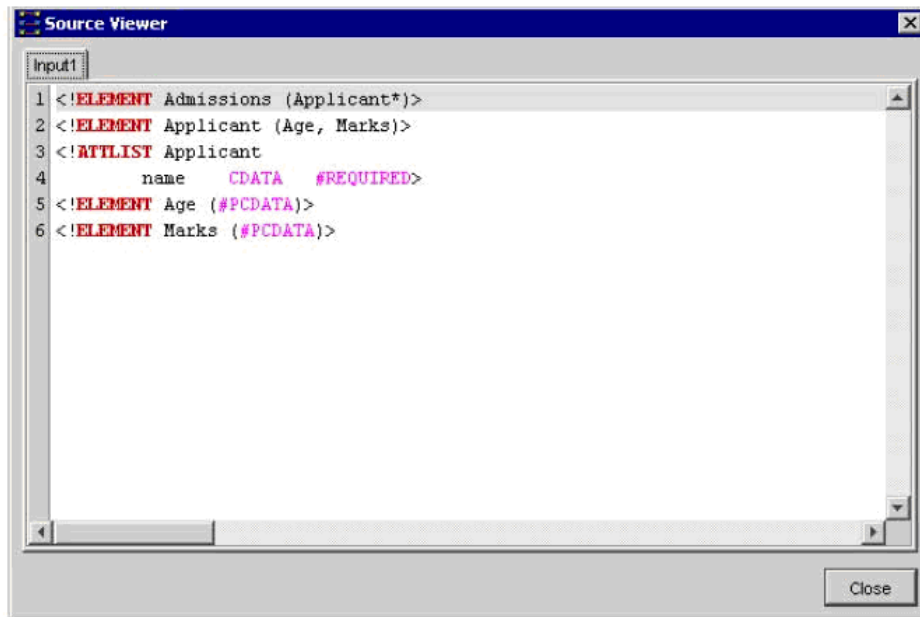 Source Viewer
Input1
1 <!ELEMENT Admissions (Applicant*)>
2 <!ELEMENT Applicant (Age, Marks)>
3 <!ATTLIST Applicant
4 name CDATA #REQUIRED>
5 <!ELEMENT Age (#PCDATA)>
6 <!ELEMENT Marks (#PCDATA)>
Close